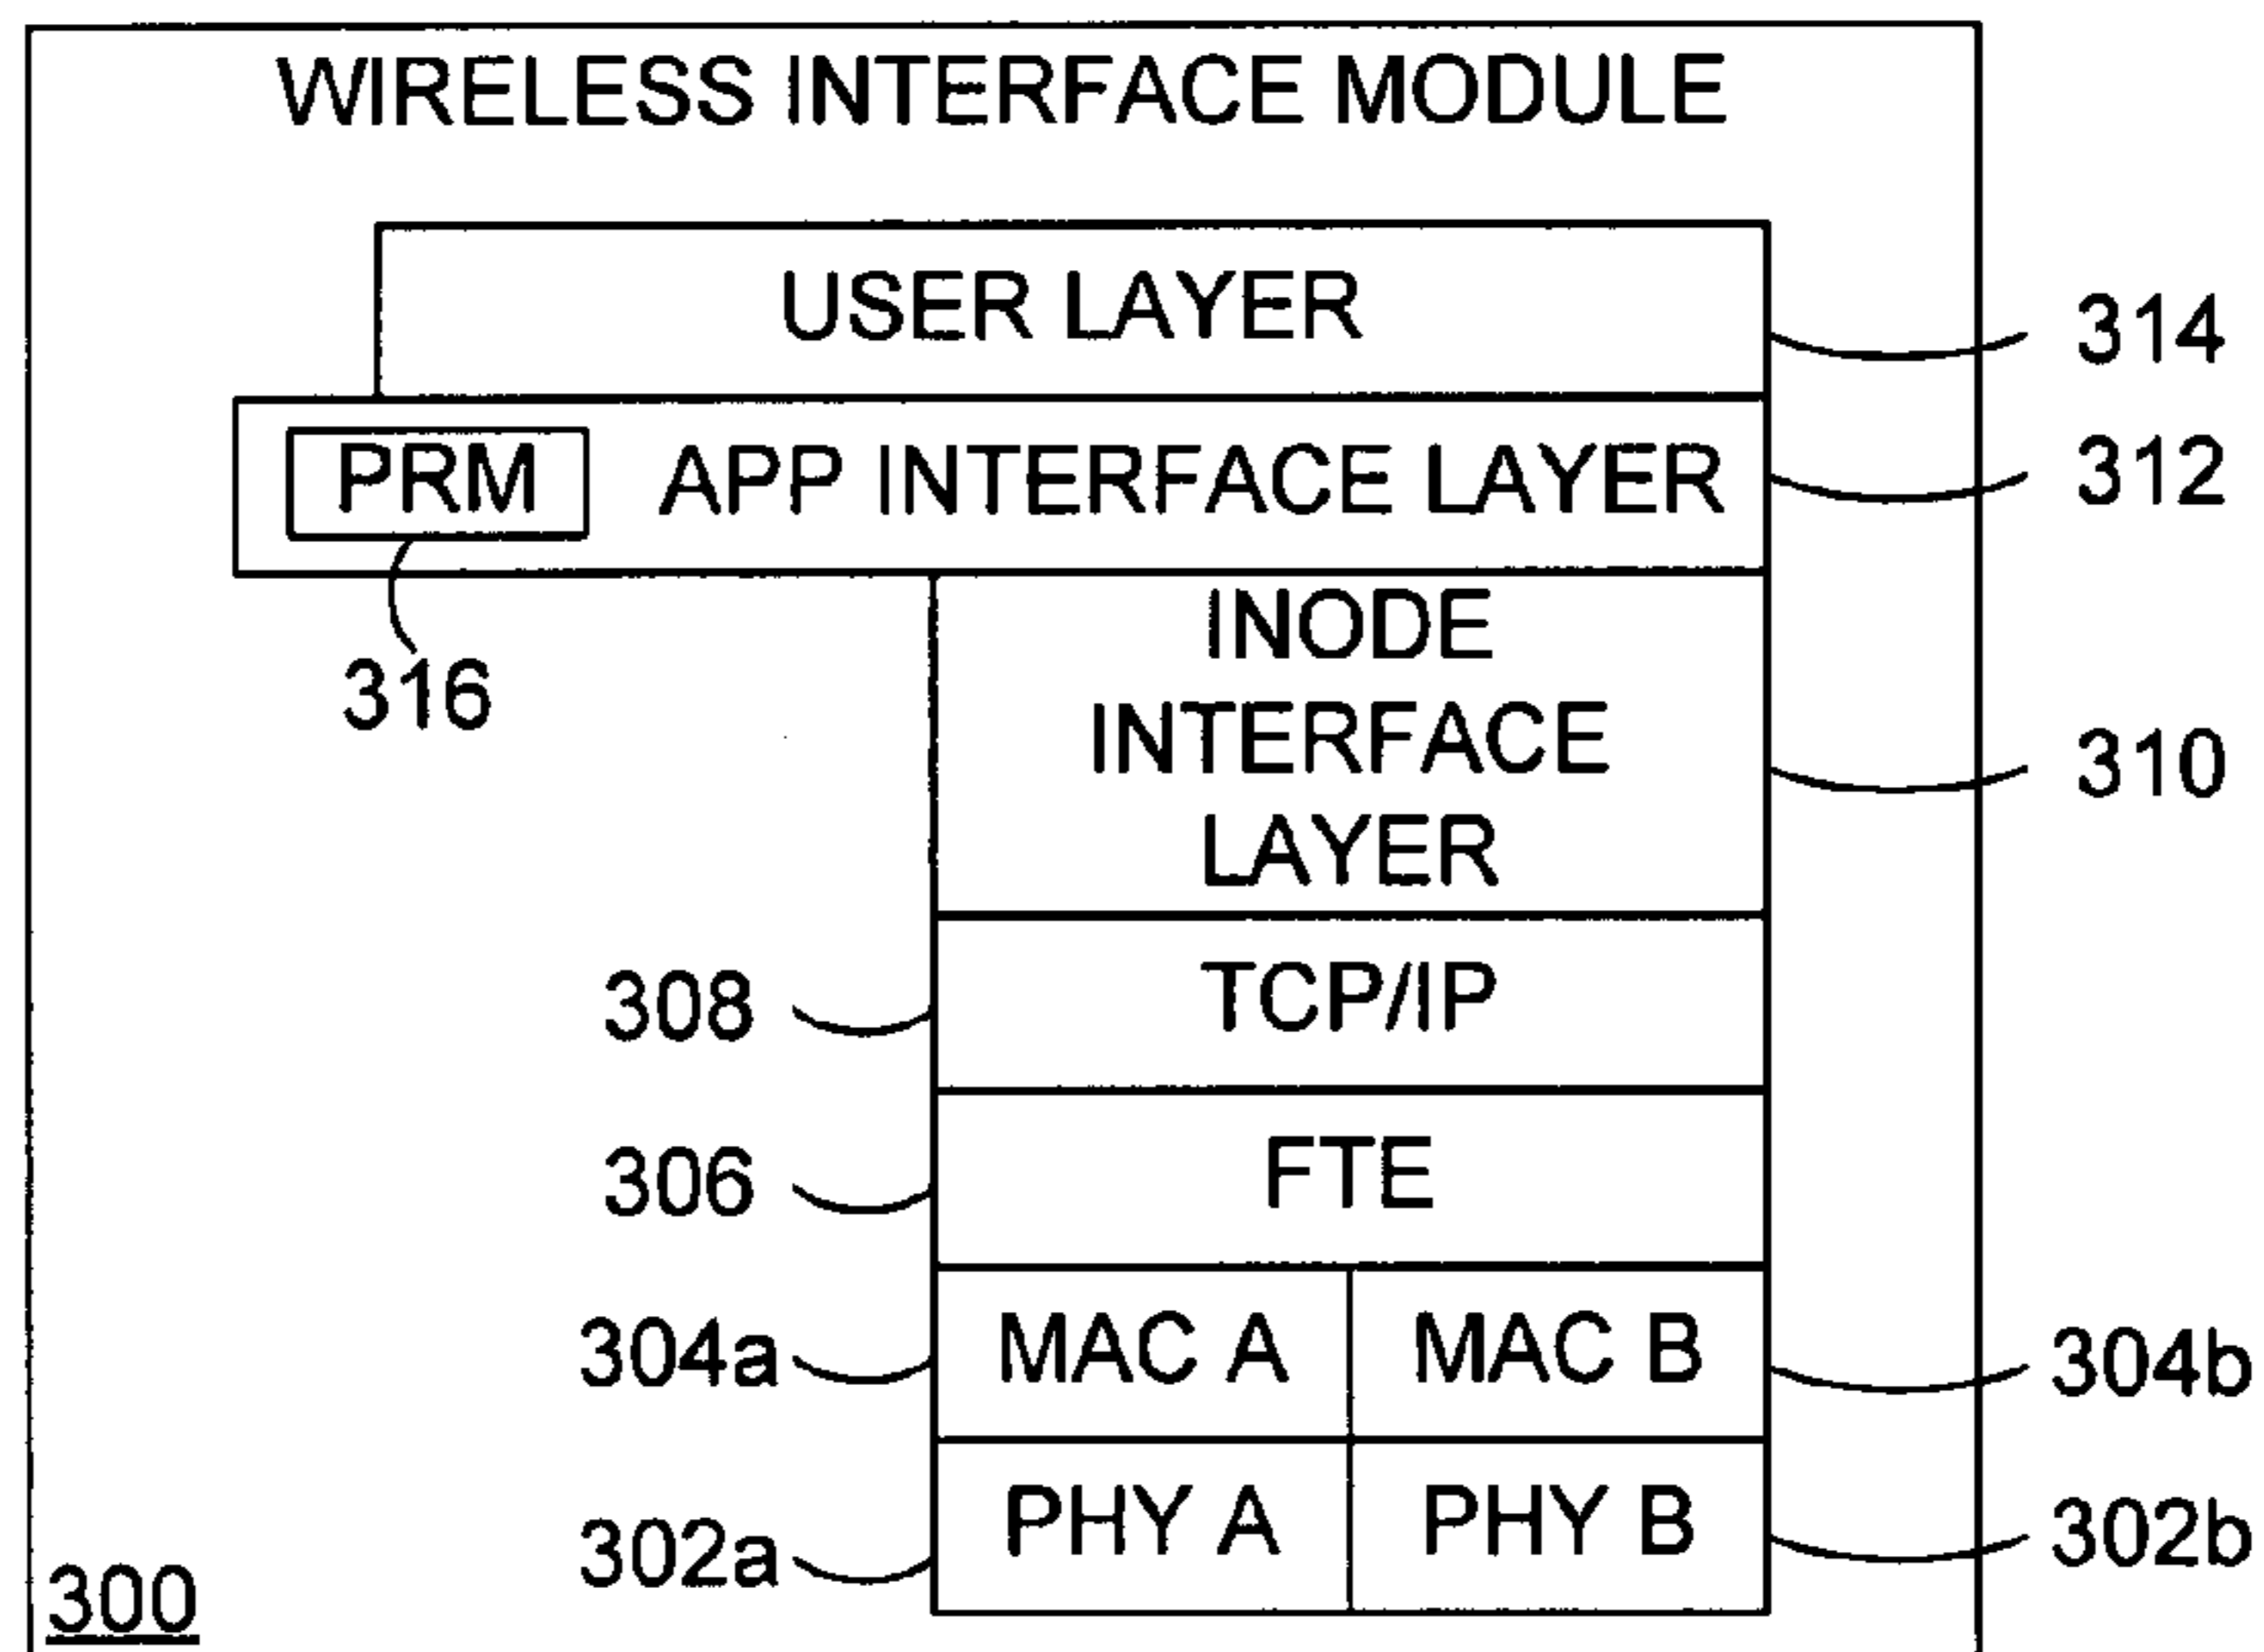 WIRELESS INTERFACE MODULE
USER LAYER
314
PRM
APP INTERFACE LAYER
312
316
INODE
INTERFACE
LAYER
310
308
TCP/IP
306
FTE
304a
MAC A
MAC B
304b
302a
PHY A
PHY B
302b
300